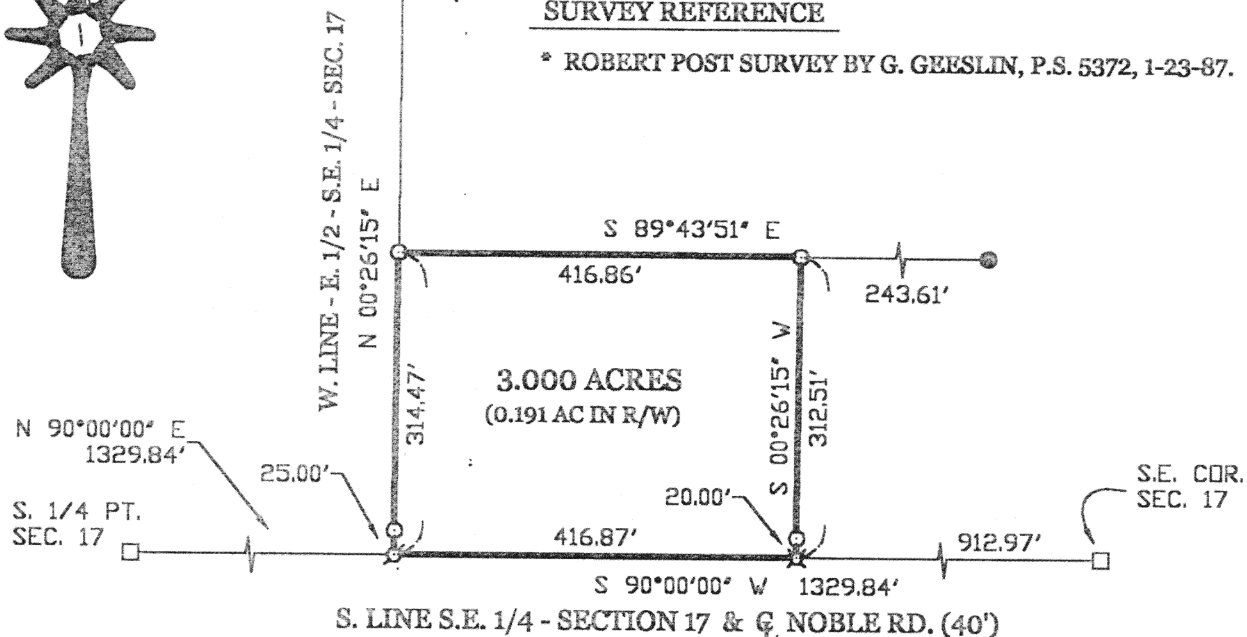 SURVEY REFERENCE
* ROBERT POST SURVEY BY G. GEESLIN, P.S. 5372, 1-23-87.
W. LINE - E. 1/2 - S.E. 1/4 - SEC. 17
N 00°26'15" E
S 89°43'51" E
416.86'
243.61'
314.47'
3.000 ACRES
(0.191 AC IN R/W)
S 00°26'15" W
312.51'
N 90°00'00" E
1329.84'
25.00'
20.00'
S.E. COR.
SEC. 17
S. 1/4 PT.
SEC. 17
416.87'
912.97'
S 90°00'00" W 1329.84'
S. LINE S.E. 1/4 - SECTION 17 & ℄ NOBLE RD. (40')